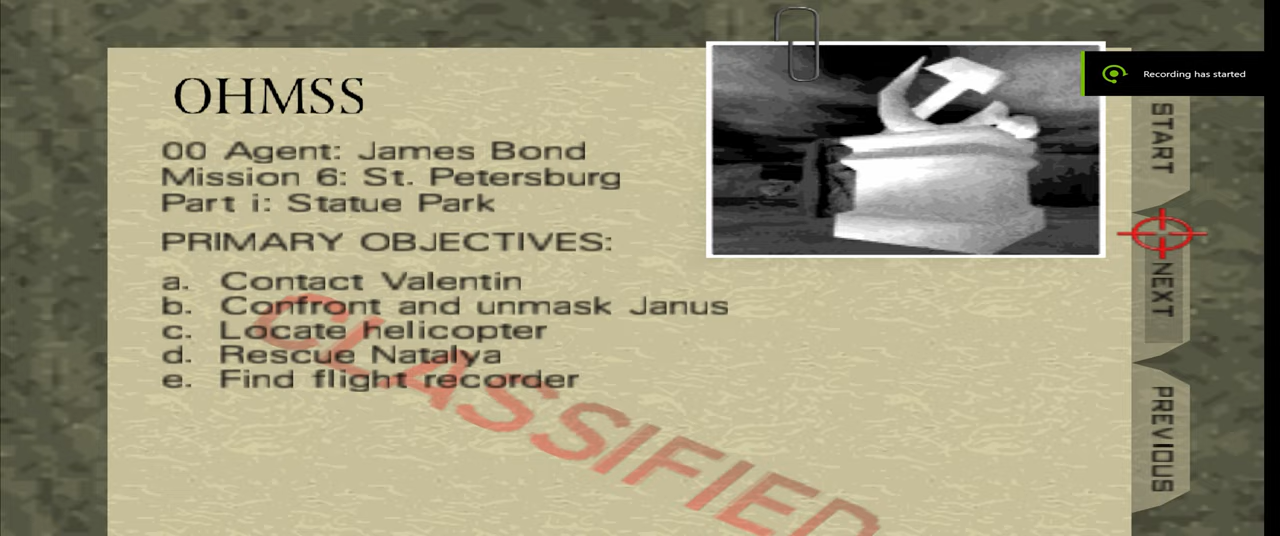 OHMSS
00 Agent: James Bond
Mission 6: St. Petersburg
Part i: Statue Park
PRIMARY OBJECTIVES:
a. Contact Valentin
b. Confront and unmask Janus
c. Locate helicopter
d. Rescue Natalya
e. Find flight recorder
CLASSIFIED
Recording has started
START
NEXT
PREVIOUS